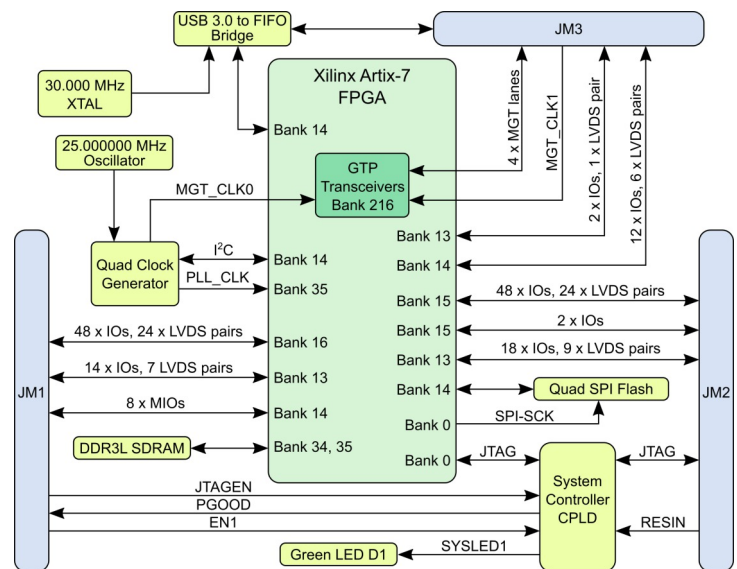 USB 3.0 to FIFO
Bridge
JM3
30.000 MHz
XTAL
Xilinx Artix-7
FPGA
4 x MGT lanes
MGT_CLK1
2 x IOs, 1 x LVDS pair
12 x IOs, 6 x LVDS pairs
Bank 14
25.000000 MHz
Oscillator
GTP
Transceivers
Bank 216
MGT_CLK0
Quad Clock
Generator
I²C
Bank 14
PLL_CLK
Bank 35
Bank 13
Bank 14
Bank 15
48 x IOs, 24 x LVDS pairs
Bank 15
2 x IOs
Bank 13
18 x IOs, 9 x LVDS pairs
JM1
48 x IOs, 24 x LVDS pairs
Bank 16
14 x IOs, 7 LVDS pairs
Bank 13
8 x MIOs
Bank 14
Bank 14
Quad SPI Flash
JM2
Bank 0
SPI-SCK
DDR3L SDRAM
Bank 34, 35
Bank 0
JTAG
JTAG
System
Controller
CPLD
JTAGEN
PGOOD
EN1
RESIN
Green LED D1
SYSLED1